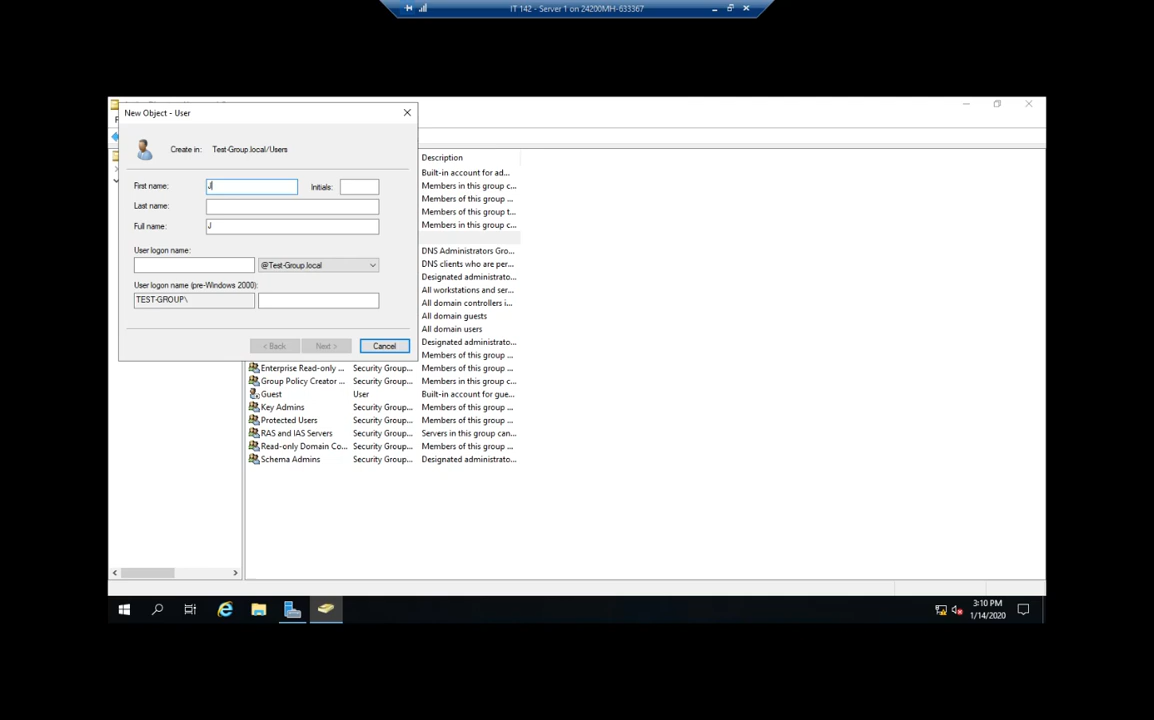 IT 142 - Server 1 on 24200MH-633367
New Object - User
Create in: Test-Group.local/Users
First name: J Initials:
Last name:
Full name: J
User logon name:
@Test-Group.local
User logon name (pre-Windows 2000):
TEST-GROUP\
< Back Next > Cancel
Description
Built-in account for ad...
Members in this group c...
Members of this group ...
Members of this group t...
Members in this group c...
DNS Administrators Gro...
DNS clients who are per...
Designated administrato...
All workstations and ser...
All domain controllers i...
All domain guests
All domain users
Designated administrato...
Members of this group ...
Enterprise Read-only ... Security Group... Members of this group ...
Group Policy Creator ... Security Group... Members in this group c...
Guest User Built-in account for gue...
Key Admins Security Group... Members of this group ...
Protected Users Security Group... Members of this group ...
RAS and IAS Servers Security Group... Servers in this group can...
Read-only Domain Co... Security Group... Members of this group ...
Schema Admins Security Group... Designated administrato...
3:10 PM
1/14/2020